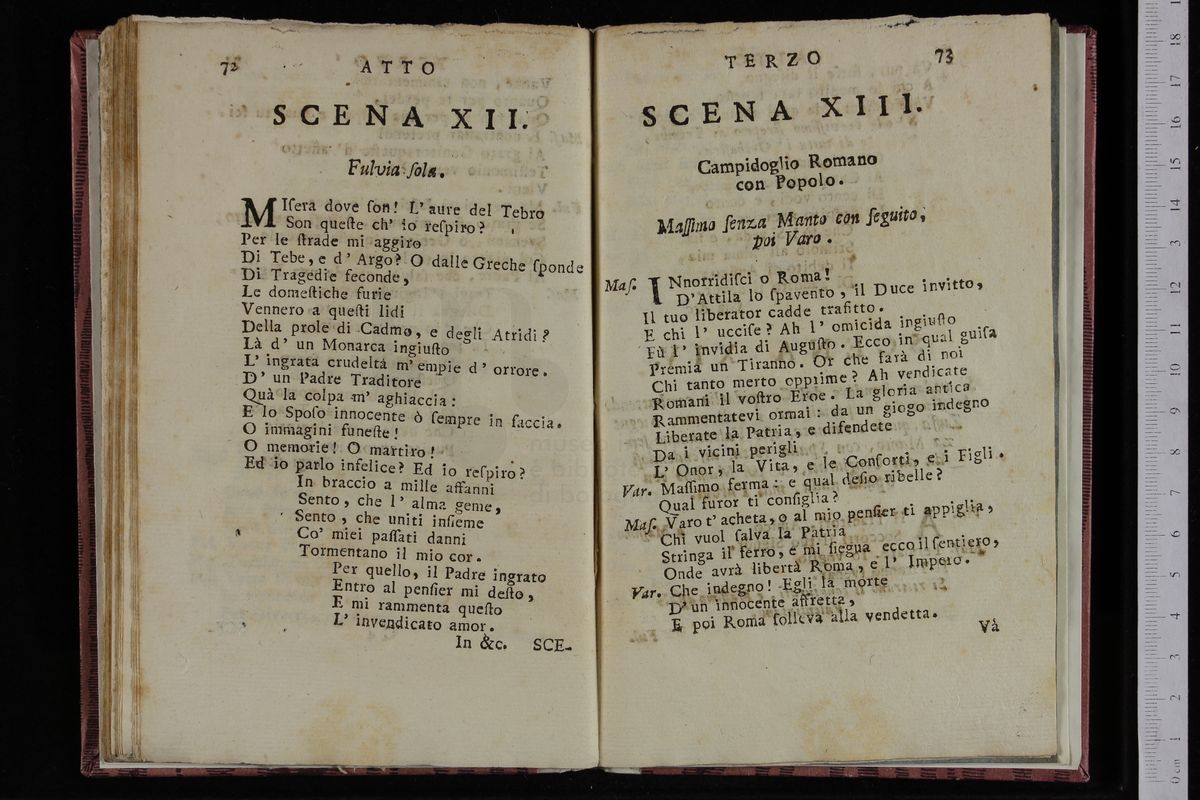 72 ATTO
SCENA XII.
Fulvia ſola.
MIſera dove ſon! L' aure del Tebro
Son queſte ch' io reſpiro?
Per le ſtrade mi aggiro
Di Tebe, e d' Argo? O dalle Greche ſponde
Di Tragedie feconde,
Le domeſtiche furie
Vennero a queſti lidi
Della prole di Cadmo, e degli Atridi?
Là d' un Monarca ingiuſto
L' ingrata crudeltà m' empie d' orrore.
D' un Padre Traditore
Quà la colpa m' aghiaccia:
E lo Spoſo innocente ò ſempre in faccia.
O immagini funeſte!
O memorie! O martiro!
Ed io parlo infelice? Ed io reſpiro?
In braccio a mille affanni
Sento, che l' alma geme,
Sento, che uniti inſieme
Co' miei paſſati danni
Tormentano il mio cor.
Per quello, il Padre ingrato
Entro al penſier mi deſto,
E mi rammenta queſto
L' invendicato amor.
In &c. SCE-
TERZO 73
SCENA XIII.
Campidoglio Romano
con Popolo.
Maſſimo ſenza Manto con ſeguito,
poi Varo.
Maſ. INnorridiſci o Roma!
D'Attila lo ſpavento, il Duce invitto,
Il tuo liberator cadde trafitto.
E chi l' ucciſe? Ah l' omicida ingiuſto
Fù l' invidia di Auguſto. Ecco in qual guiſa
Premia un Tiranno. Or che farà di noi
Chi tanto merto opprime? Ah vendicate
Romani il voſtro Eroe. La gloria antica
Rammentatevi ormai: da un giogo indegno
Liberate la Patria, e difendete
Da i vicini perigli
L' Onor, la Vita, e le Conſorti, e i Figli.
Var. Maſſimo ferma: e qual deſio ribelle?
Qual furor ti conſiglia?
Maſ. Varo t' acheta, o al mio penſier ti appiglia,
Chi vuol ſalva la Patria
Stringa il ferro, e mi ſiegua ecco il ſentiero,
Onde avrà libertà Roma, e l' Impero.
Var. Che indegno! Egli la morte
D' un innocente affretta,
E poi Roma ſolleva alla vendetta.
Và